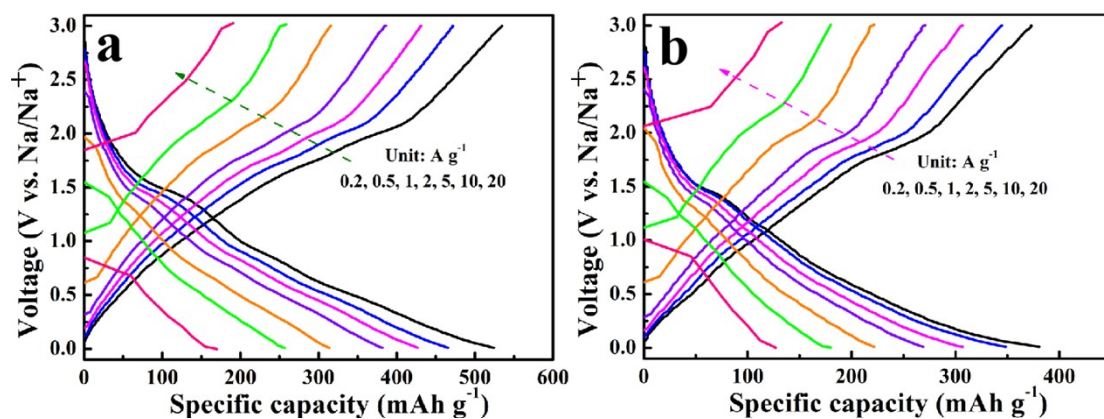 a
3.0
2.5
2.0
1.5
1.0
0.5
0.0
Voltage (V vs. Na/Na⁺)
Unit: A g⁻¹
0.2, 0.5, 1, 2, 5, 10, 20
0 100 200 300 400 500 600
Specific capacity (mAh g⁻¹)
b
3.0
2.5
2.0
1.5
1.0
0.5
0.0
Voltage (V vs. Na/Na⁺)
Unit: A g⁻¹
0.2, 0.5, 1, 2, 5, 10, 20
0 100 200 300 400
Specific capacity (mAh g⁻¹)